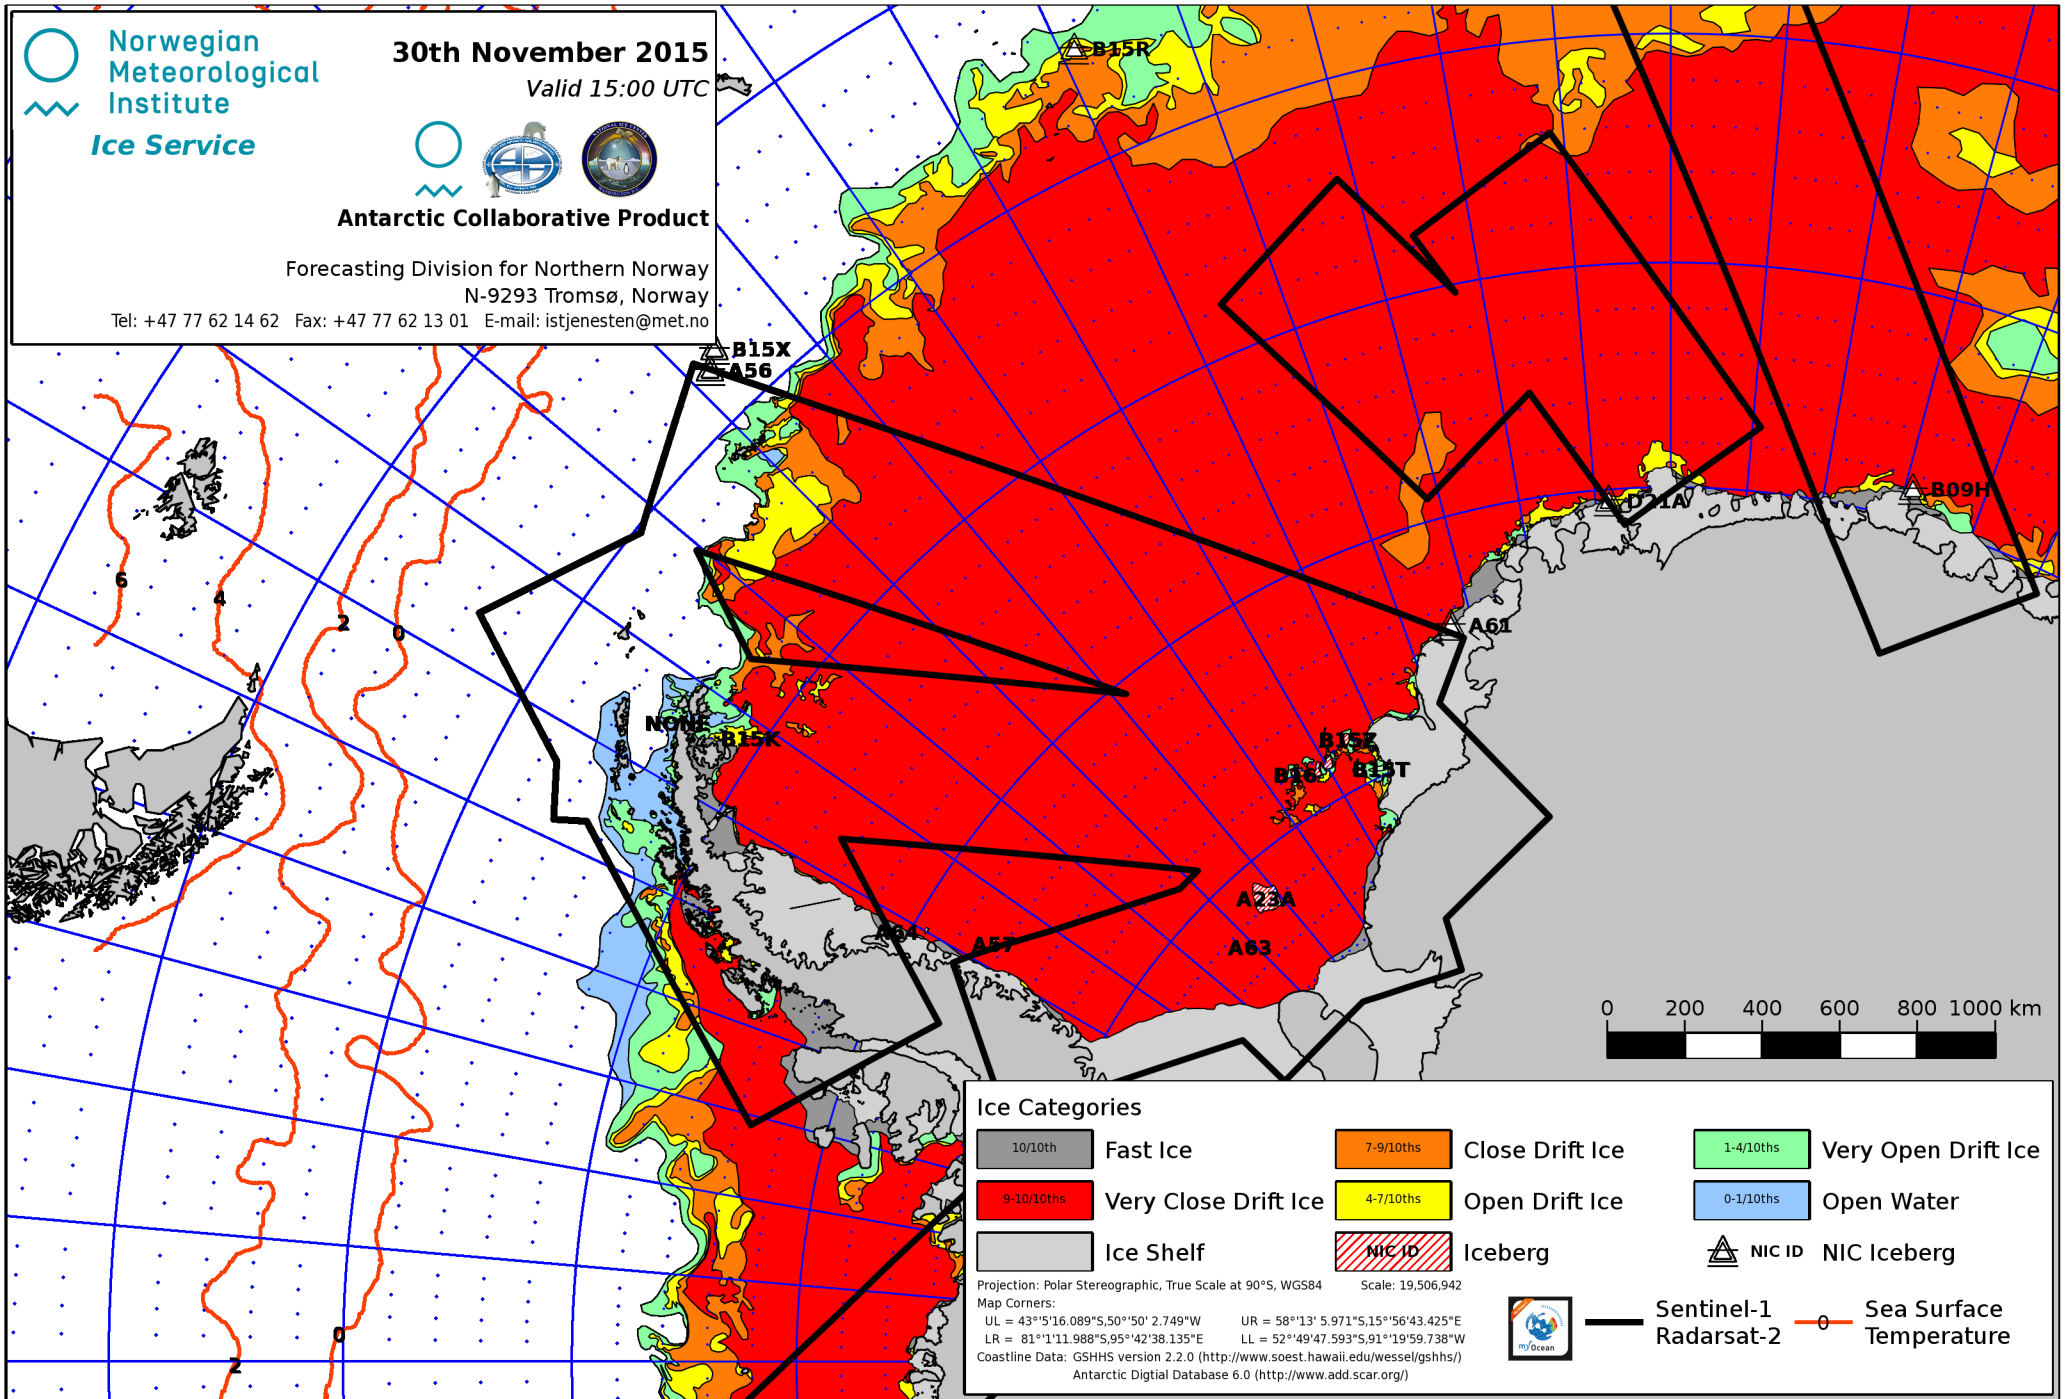 Norwegian
Meteorological
Institute
Ice Service
30th November 2015
Valid 15:00 UTC
Antarctic Collaborative Product
Forecasting Division for Northern Norway
N-9293 Tromsø, Norway
Tel: +47 77 62 14 62   Fax: +47 77 62 13 01   E-mail: istjenesten@met.no
B15R
B15X
A56
B09H
D21A
A61
6
4
2
0
NONE
B15K
B15Z
B16
B15T
A23A
A64
A57
A63
0 200 400 600 800 1000 km
Ice Categories
10/10th Fast Ice
7-9/10ths Close Drift Ice
1-4/10ths Very Open Drift Ice
9-10/10ths Very Close Drift Ice
4-7/10ths Open Drift Ice
0-1/10ths Open Water
Ice Shelf
NIC ID Iceberg
NIC ID NIC Iceberg
Projection: Polar Stereographic, True Scale at 90°S, WGS84 Scale: 19,506,942
Map Corners:
UL = 43°'5'16.089"S,50°'50' 2.749"W UR = 58°'13' 5.971"S,15°'56'43.425"E
LR = 81°'1'11.988"S,95°'42'38.135"E LL = 52°'49'47.593"S,91°'19'59.738"W
Coastline Data: GSHHS version 2.2.0 (http://www.soest.hawaii.edu/wessel/gshhs/)
Antarctic Digtial Database 6.0 (http://www.add.scar.org/)
myOcean
Sentinel-1
Radarsat-2
0 Sea Surface
Temperature
0
2